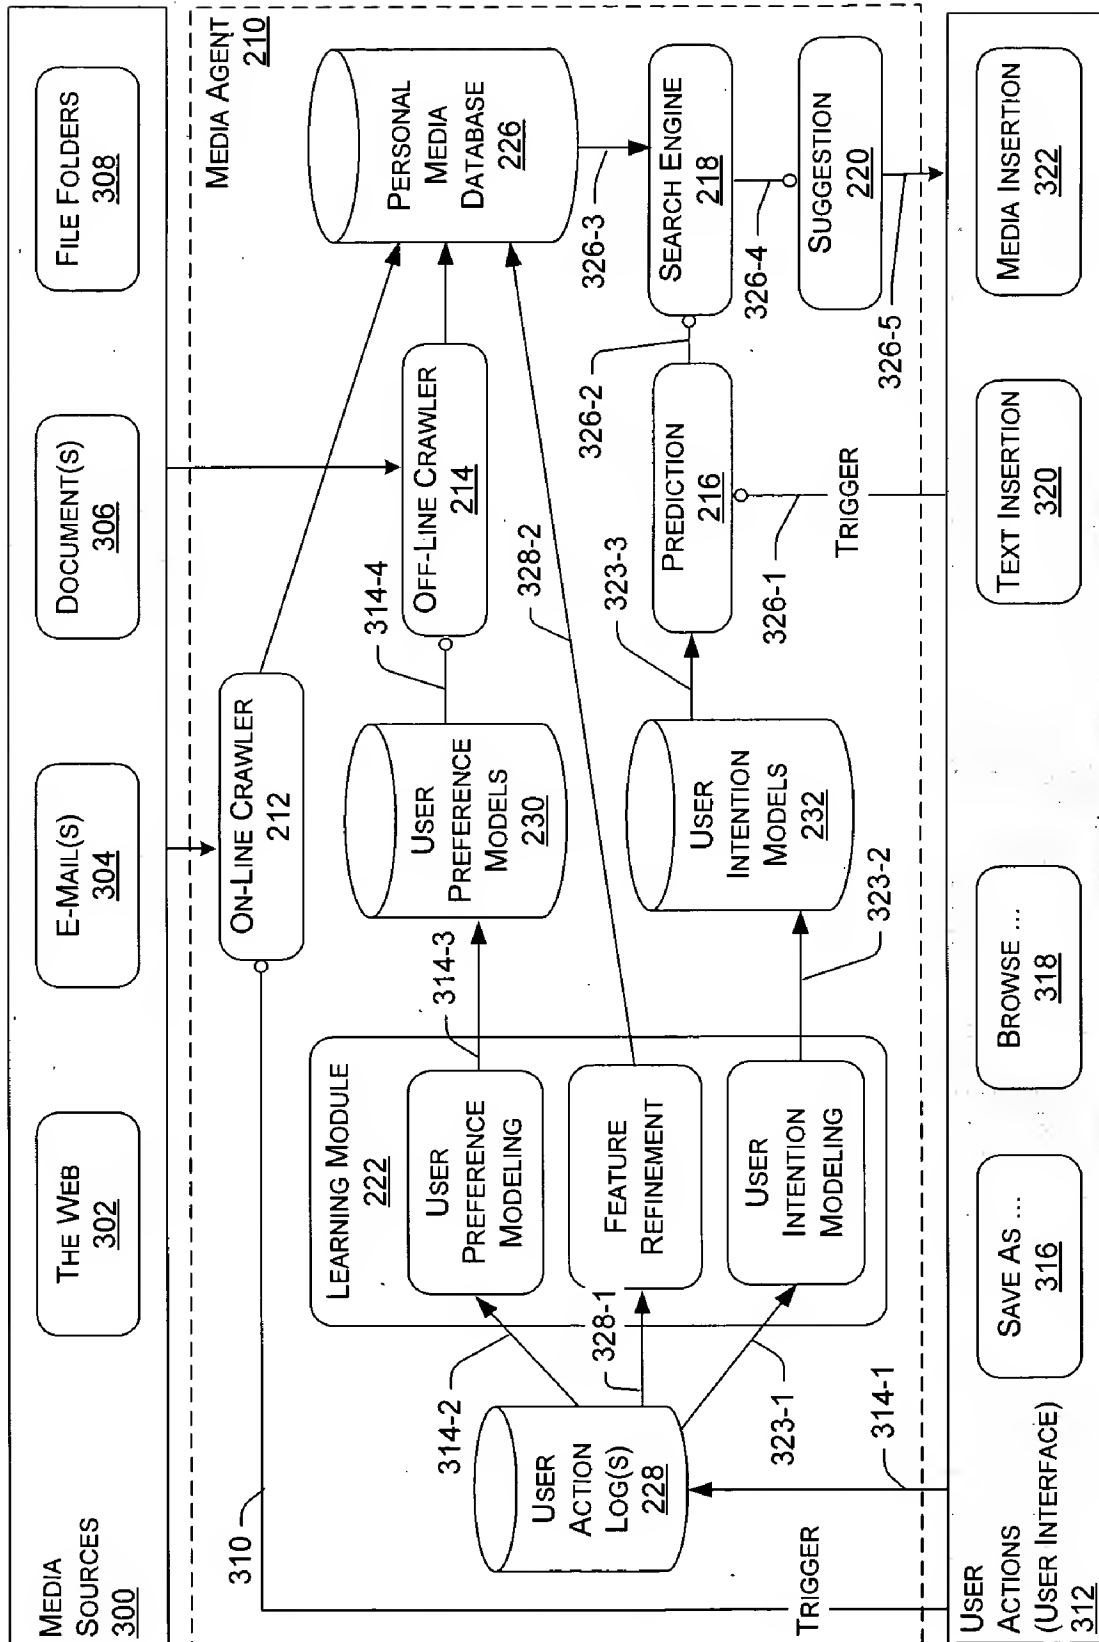 MEDIA
SOURCES
300
THE WEB
302
E-MAIL(S)
304
DOCUMENT(S)
306
FILE FOLDERS
308
MEDIA AGENT
210
310
TRIGGER
ON-LINE CRAWLER
212
LEARNING MODULE
222
USER
PREFERENCE
MODELING
FEATURE
REFINEMENT
USER
INTENTION
MODELING
USER
ACTION
LOG(S)
228
314-2
328-1
323-1
314-1
314-3
USER
PREFERENCE
MODELS
230
314-4
OFF-LINE CRAWLER
214
328-2
323-2
USER
INTENTION
MODELS
232
323-3
PREDICTION
216
326-1
TRIGGER
326-2
PERSONAL
MEDIA
DATABASE
226
326-3
SEARCH ENGINE
218
326-4
SUGGESTION
220
326-5
USER
ACTIONS
(USER INTERFACE)
312
SAVE AS ...
316
BROWSE ...
318
TEXT INSERTION
320
MEDIA INSERTION
322